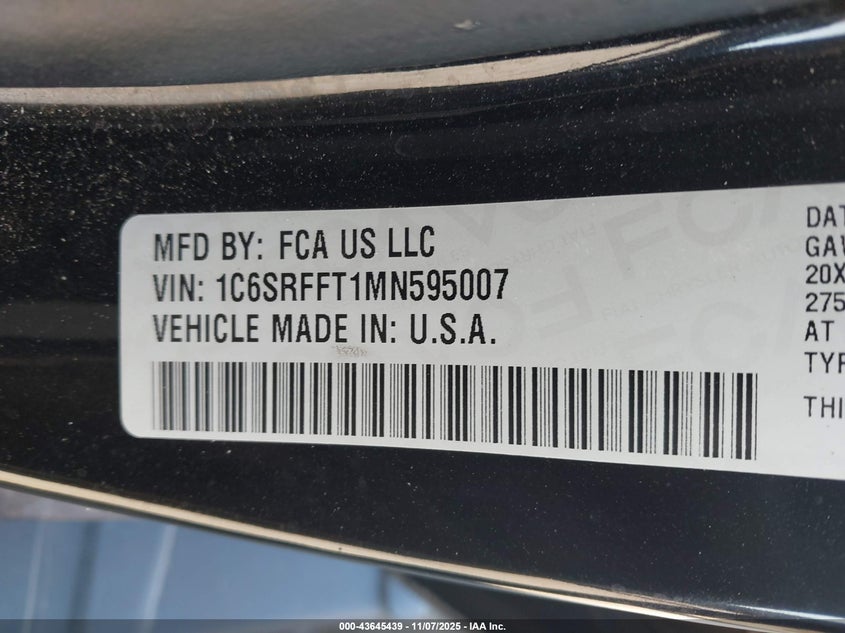 MFD BY: FCA US LLC
VIN: 1C6SRFFT1MN595007
VEHICLE MADE IN: U.S.A.
DAT
GAV
20X
275
AT
TYP
THI
000-43645439 - 11/07/2025 - IAA Inc.